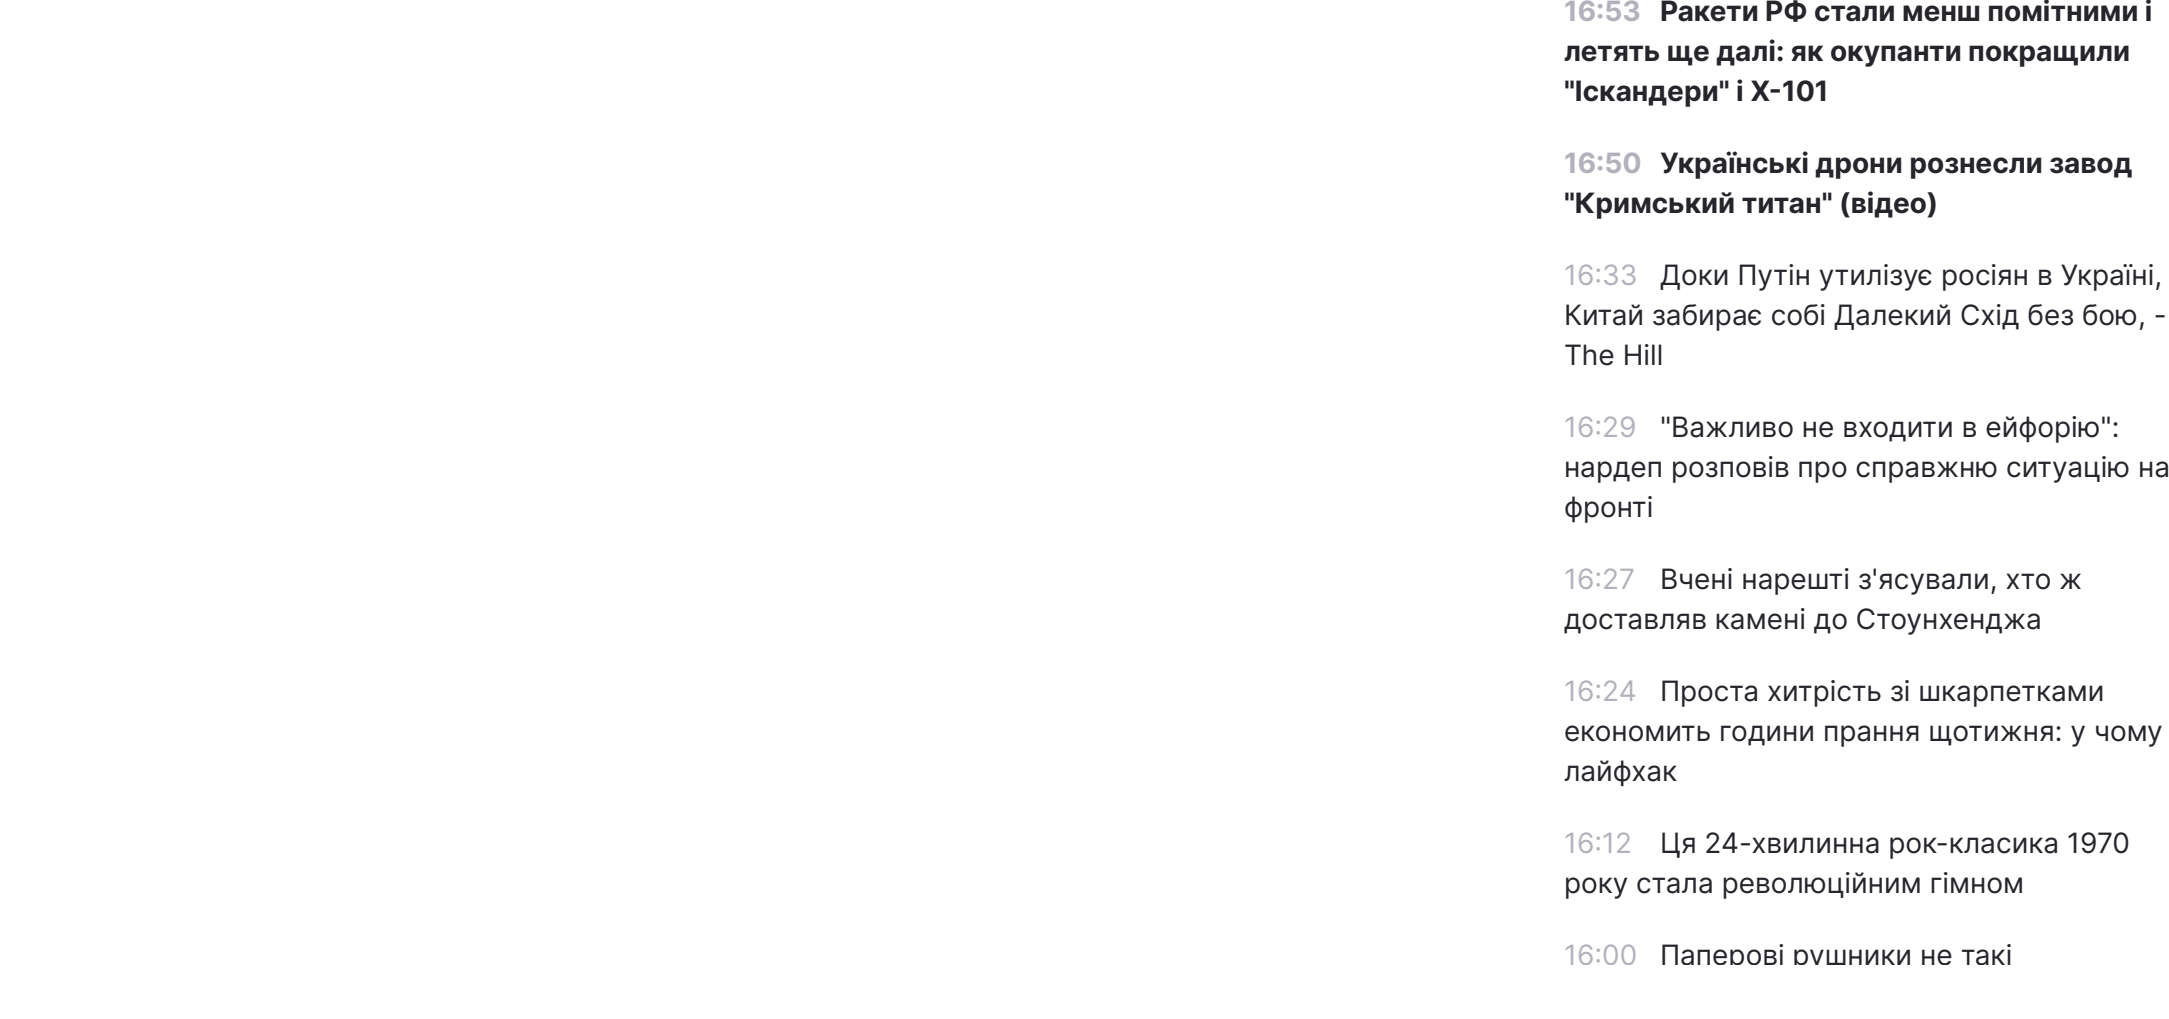 16:53 Ракети РФ стали менш помітними і
летять ще далі: як окупанти покращили
"Іскандери" і Х-101
16:50 Українські дрони рознесли завод
"Кримський титан" (відео)
16:33 Доки Путін утилізує росіян в Україні,
Китай забирає собі Далекий Схід без бою, -
The Hill
16:29 "Важливо не входити в ейфорію":
нардеп розповів про справжню ситуацію на
фронті
16:27 Вчені нарешті з'ясували, хто ж
доставляв камені до Стоунхенджа
16:24 Проста хитрість зі шкарпетками
економить години прання щотижня: у чому
лайфхак
16:12 Ця 24-хвилинна рок-класика 1970
року стала революційним гімном
16:00 Паперові рушники не такі